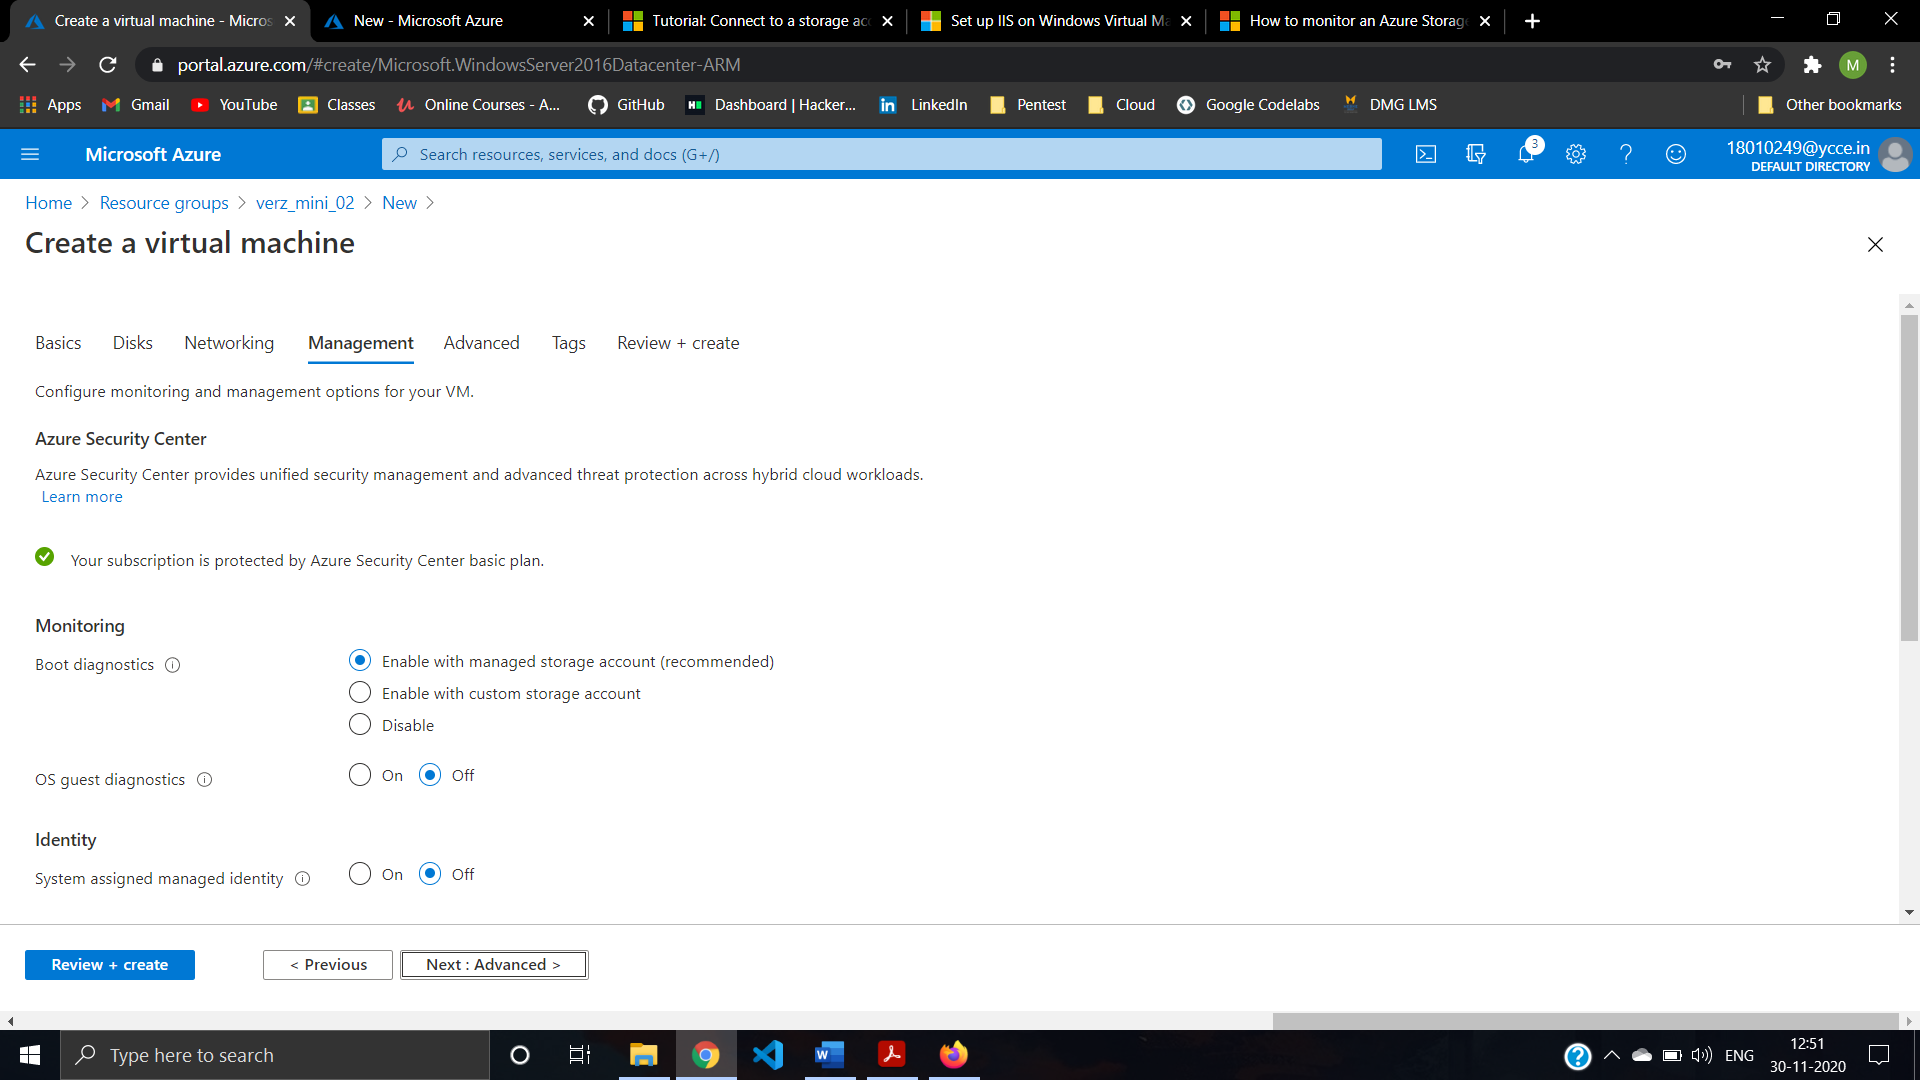 Create a virtual machine - Micros
New - Microsoft Azure
Tutorial: Connect to a storage acc
Set up IIS on Windows Virtual Ma
How to monitor an Azure Storage
portal.azure.com/#create/Microsoft.WindowsServer2016Datacenter-ARM
M
Apps
Gmail
YouTube
Classes
Online Courses - A...
GitHub
Dashboard | Hacker...
LinkedIn
Pentest
Cloud
Google Codelabs
DMG LMS
Other bookmarks
Microsoft Azure
Search resources, services, and docs (G+/)
3
18010249@ycce.in
DEFAULT DIRECTORY
Home > Resource groups > verz_mini_02 > New >
Create a virtual machine
Basics
Disks
Networking
Management
Advanced
Tags
Review + create
Configure monitoring and management options for your VM.
Azure Security Center
Azure Security Center provides unified security management and advanced threat protection across hybrid cloud workloads.
Learn more
Your subscription is protected by Azure Security Center basic plan.
Monitoring
Boot diagnostics
Enable with managed storage account (recommended)
Enable with custom storage account
Disable
OS guest diagnostics
On
Off
Identity
System assigned managed identity
On
Off
Review + create
< Previous
Next : Advanced >
Type here to search
ENG
12:51
30-11-2020